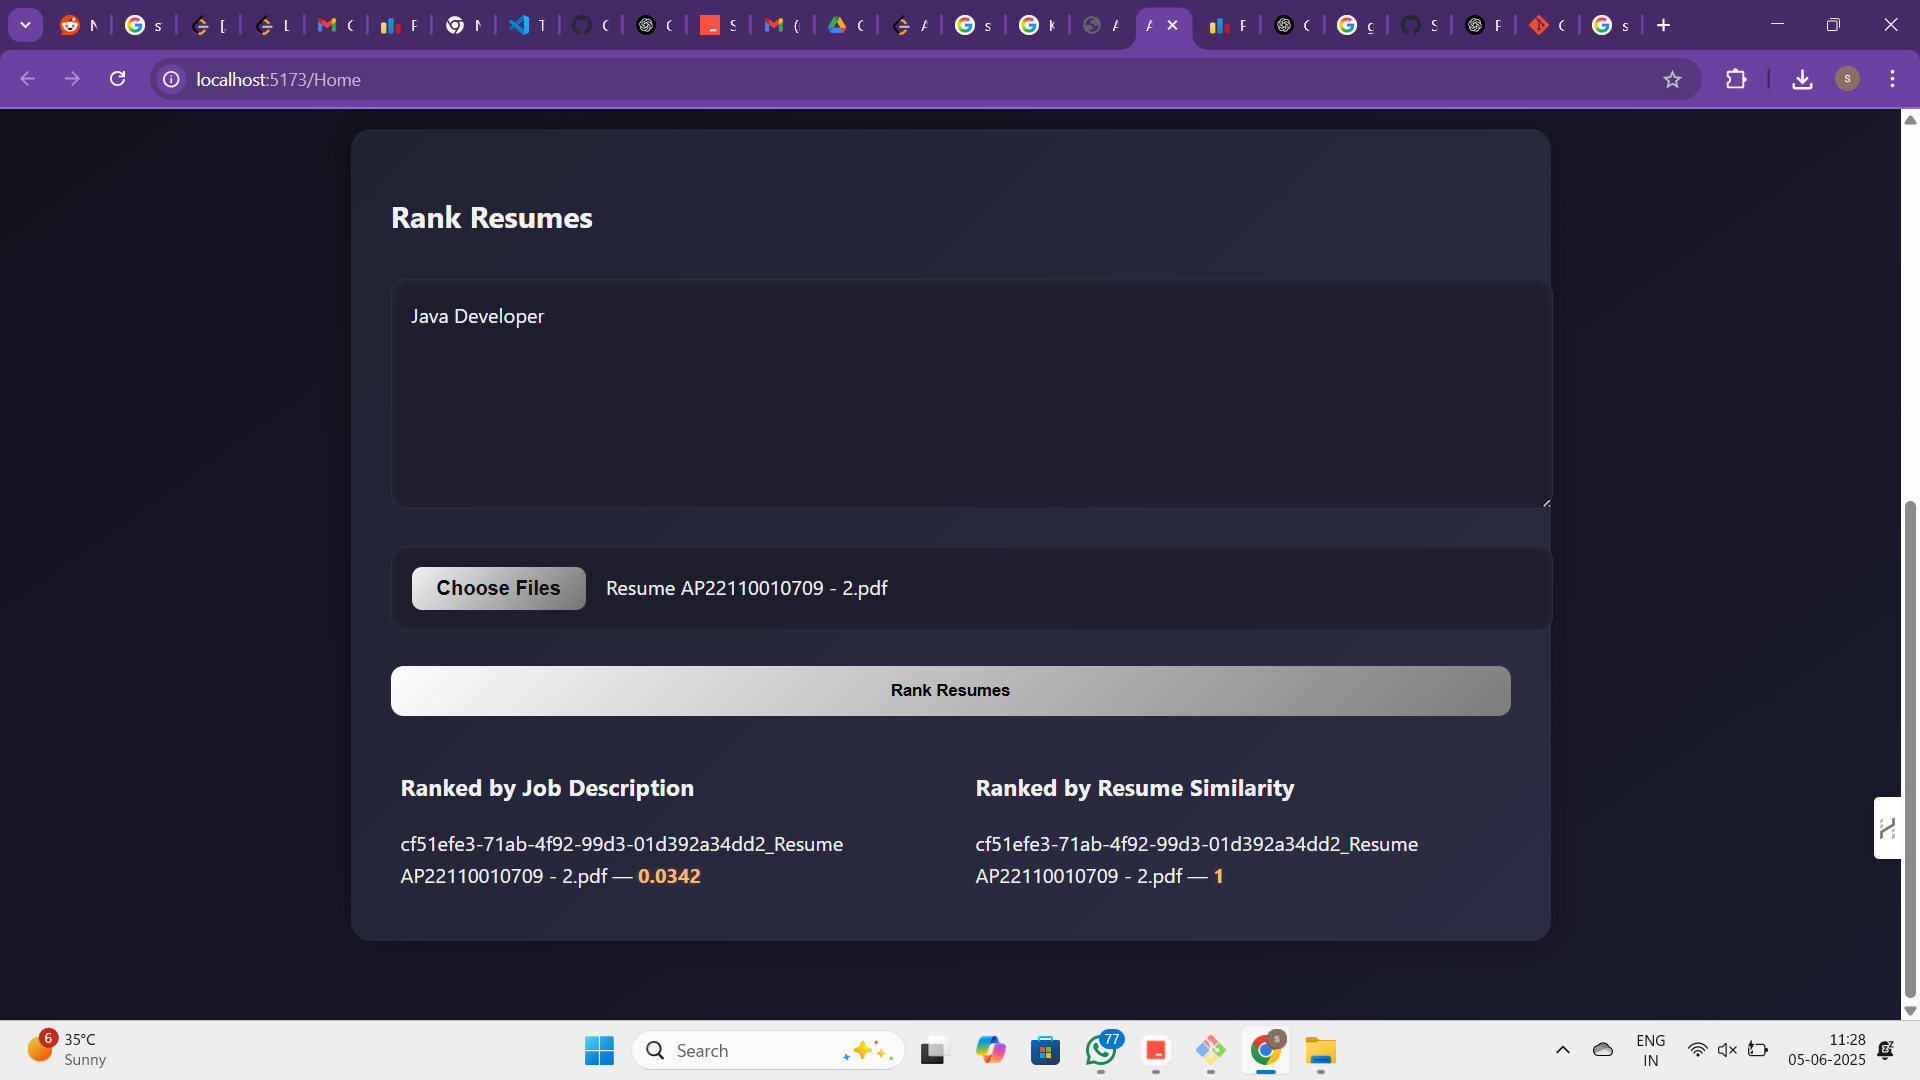 localhost:5173/Home
Rank Resumes
Java Developer
Choose Files Resume AP22110010709 - 2.pdf
Rank Resumes
Ranked by Job Description
cf51efe3-71ab-4f92-99d3-01d392a34dd2_Resume
AP22110010709 - 2.pdf — 0.0342
Ranked by Resume Similarity
cf51efe3-71ab-4f92-99d3-01d392a34dd2_Resume
AP22110010709 - 2.pdf — 1
6
35°C
Sunny
Search
77
ENG
IN
11:28
05-06-2025